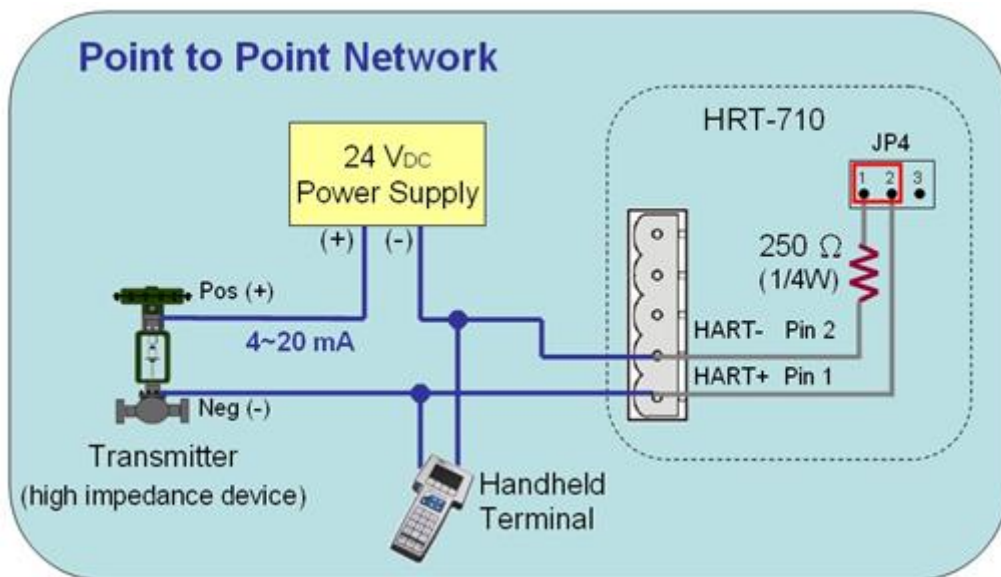 Point to Point Network
24 VDC
Power Supply
(+) (-)
Pos (+)
4~20 mA
Neg (-)
Transmitter
(high impedance device)
Handheld
Terminal
HRT-710
JP4
1 2 3
250 Ω
(1/4W)
HART- Pin 2
HART+ Pin 1